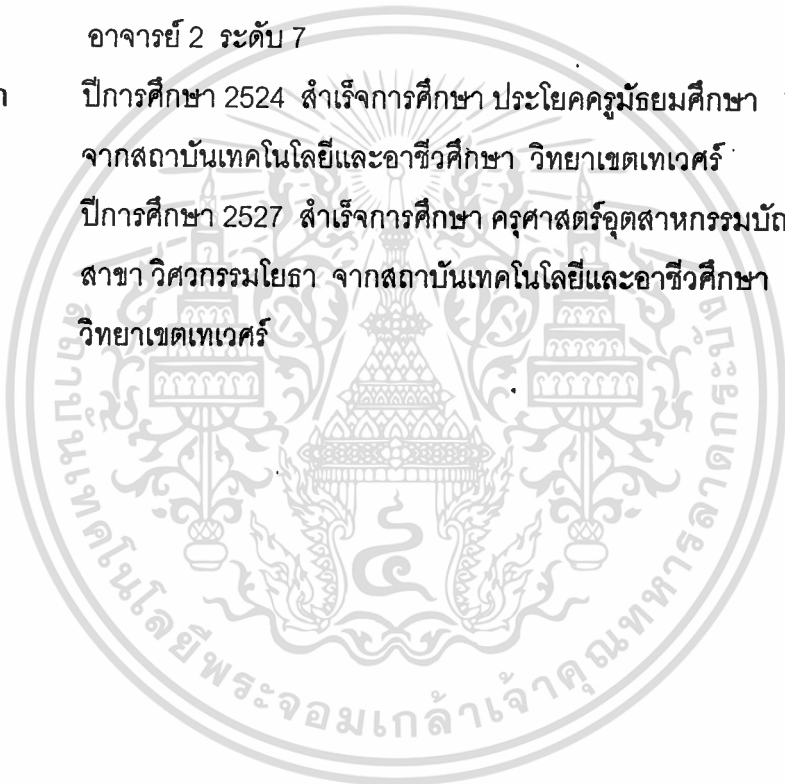 อาจารย์ 2 ระดับ 7
ปีการศึกษา 2524 สำเร็จการศึกษา ประโยคครูมัธยมศึกษา
จากสถาบันเทคโนโลยีและอาชีวศึกษา วิทยาเขตเทเวศร์
ปีการศึกษา 2527 สำเร็จการศึกษา ครุศาสตร์อุตสาหกรรมบัณ
สาขา วิศวกรรมโยธา จากสถาบันเทคโนโลยีและอาชีวศึกษา
วิทยาเขตเทเวศร์
สถาบันเทคโนโลยีพระจอมเกล้าเจ้าคุณทหารลาดกระบัง